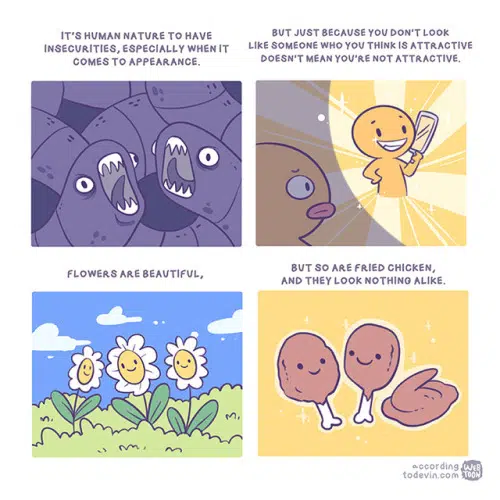 IT'S HUMAN NATURE TO HAVE
INSECURITIES, ESPECIALLY WHEN IT
COMES TO APPEARANCE.
BUT JUST BECAUSE YOU DON'T LOOK
LIKE SOMEONE WHO YOU THINK IS ATTRACTIVE
DOESN'T MEAN YOU'RE NOT ATTRACTIVE.
FLOWERS ARE BEAUTIFUL,
BUT SO ARE FRIED CHICKEN,
AND THEY LOOK NOTHING ALIKE.
according
todevin.com
WEB
TOON